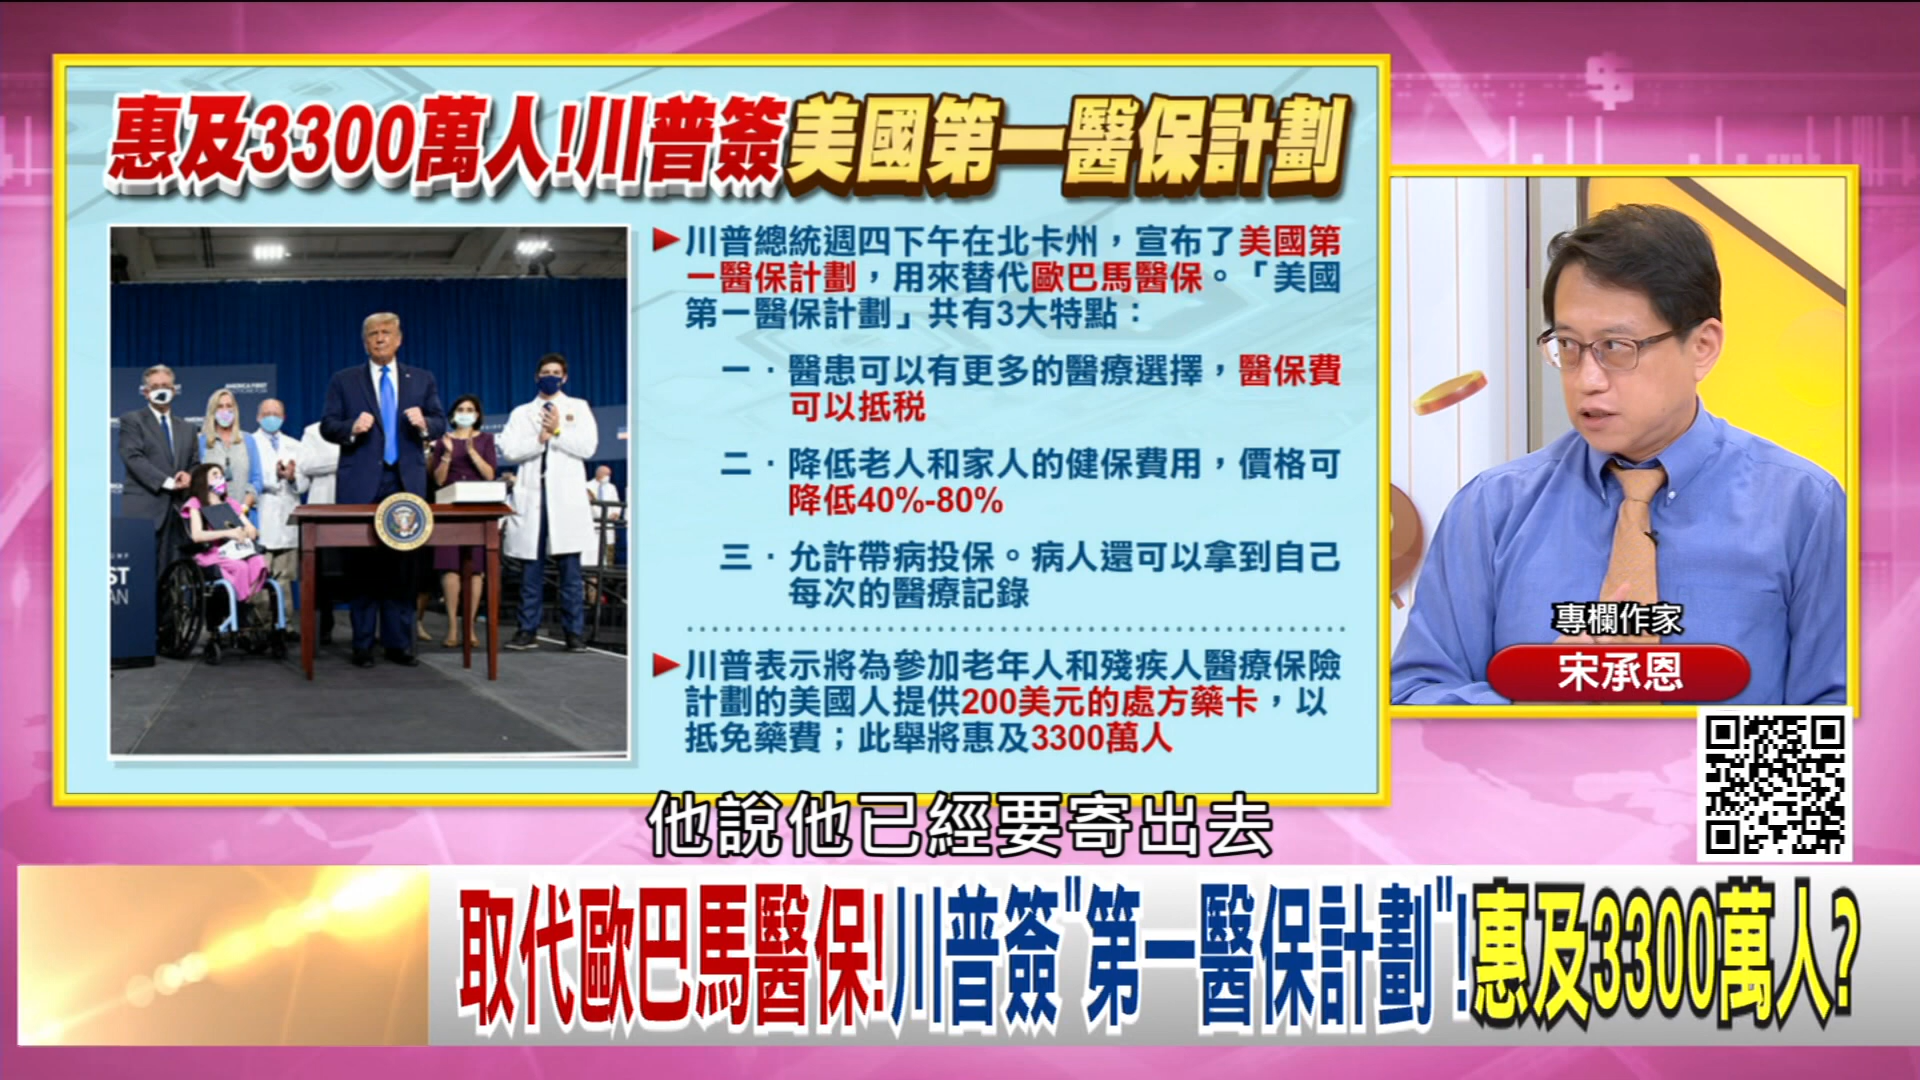 惠及3300萬人!川普簽美國第一醫保計劃
川普總統週四下午在北卡州，宣布了美國第
一醫保計劃，用來替代歐巴馬醫保。「美國
第一醫保計劃」共有3大特點：
一．醫患可以有更多的醫療選擇，醫保費
可以抵稅
二．降低老人和家人的健保費用，價格可
降低40%-80%
三．允許帶病投保。病人還可以拿到自己
每次的醫療記錄
川普表示將為參加老年人和殘疾人醫療保險
計劃的美國人提供200美元的處方藥卡，以
抵免藥費；此舉將惠及3300萬人
AMERICA FIRST
ST
AN
專欄作家
宋承恩
他說他已經要寄出去
取代歐巴馬醫保!川普簽"第一醫保計劃"!惠及3300萬人?